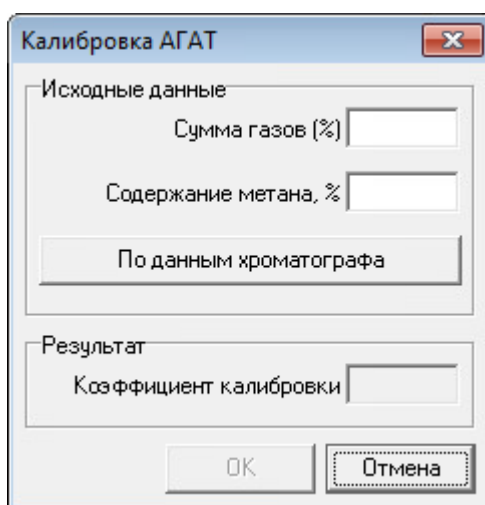 Калибровка АГАТ
Исходные данные
Сумма газов (%)
Содержание метана, %
По данным хроматографа
Результат
Коэффициент калибровки
OK
Отмена